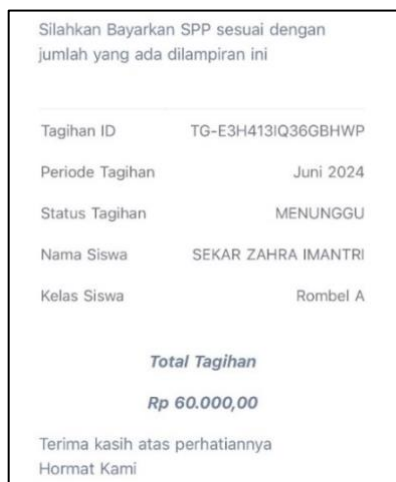 Silahkan Bayarkan SPP sesuai dengan
jumlah yang ada dilampiran ini
Tagihan ID TG-E3H413IQ36GBHWP
Periode Tagihan Juni 2024
Status Tagihan MENUNGGU
Nama Siswa SEKAR ZAHRA IMANTRI
Kelas Siswa Rombel A
Total Tagihan
Rp 60.000,00
Terima kasih atas perhatiannya
Hormat Kami